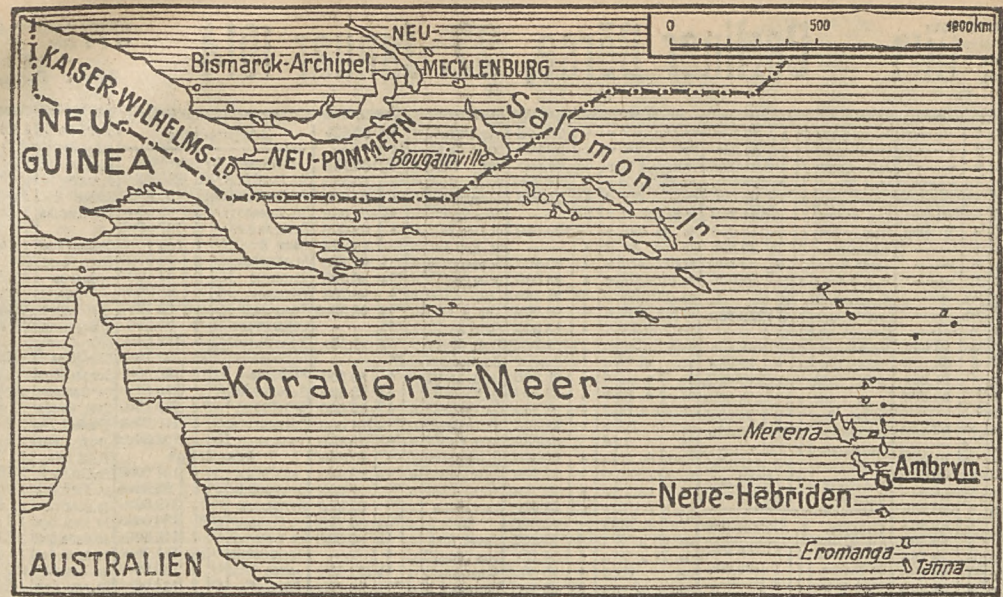 0 500 1000km
NEU-
Bismarck-Archipel MECKLENBURG
KAISER-WILHELMS-LD
NEU
GUINEA
NEU-POMMERN
Bougainville
Salomon In.
Korallen Meer
Merena
Ambrym
Neue-Hebriden
Eromanga
Tanna
AUSTRALIEN